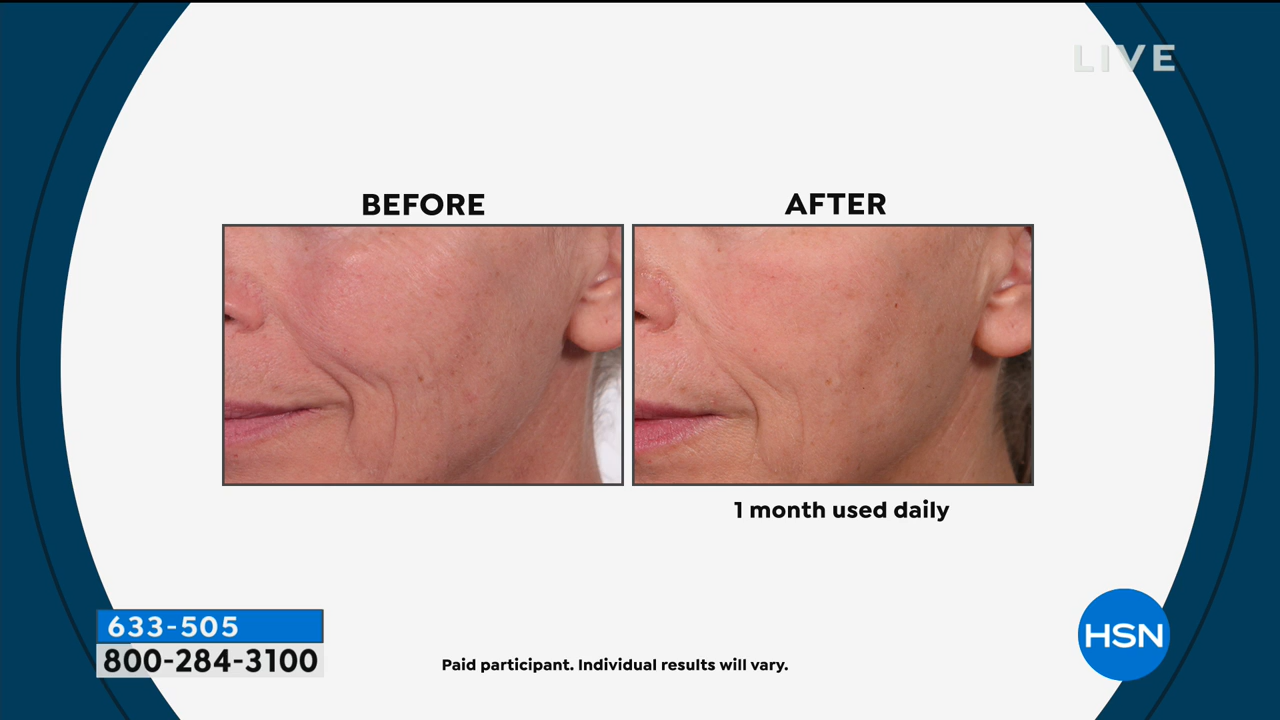 LIVE
BEFORE
AFTER
1 month used daily
633-505
800-284-3100
Paid participant. Individual results will vary.
HSN